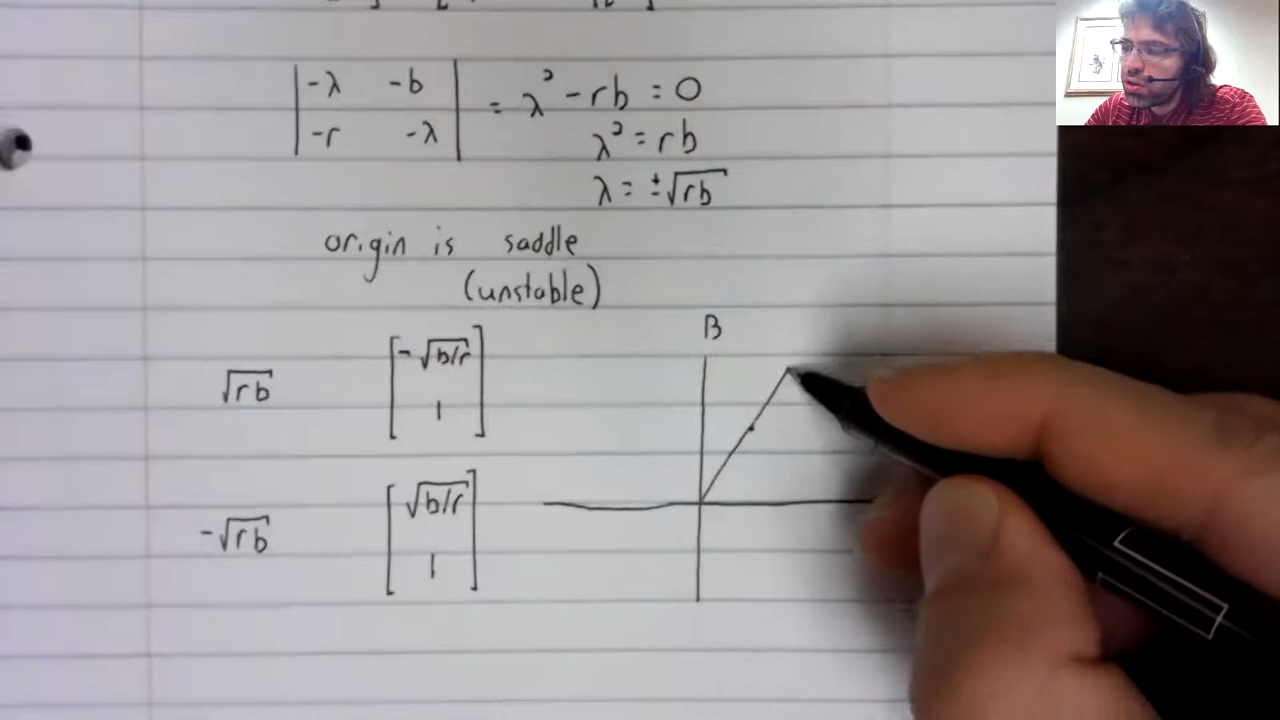 |-λ -b| = λ² - rb = 0
|-r -λ| λ² = rb
λ = ±√rb
origin is saddle
(unstable)
B
√rb [-√b/r
1]
-√rb [√b/r
1]